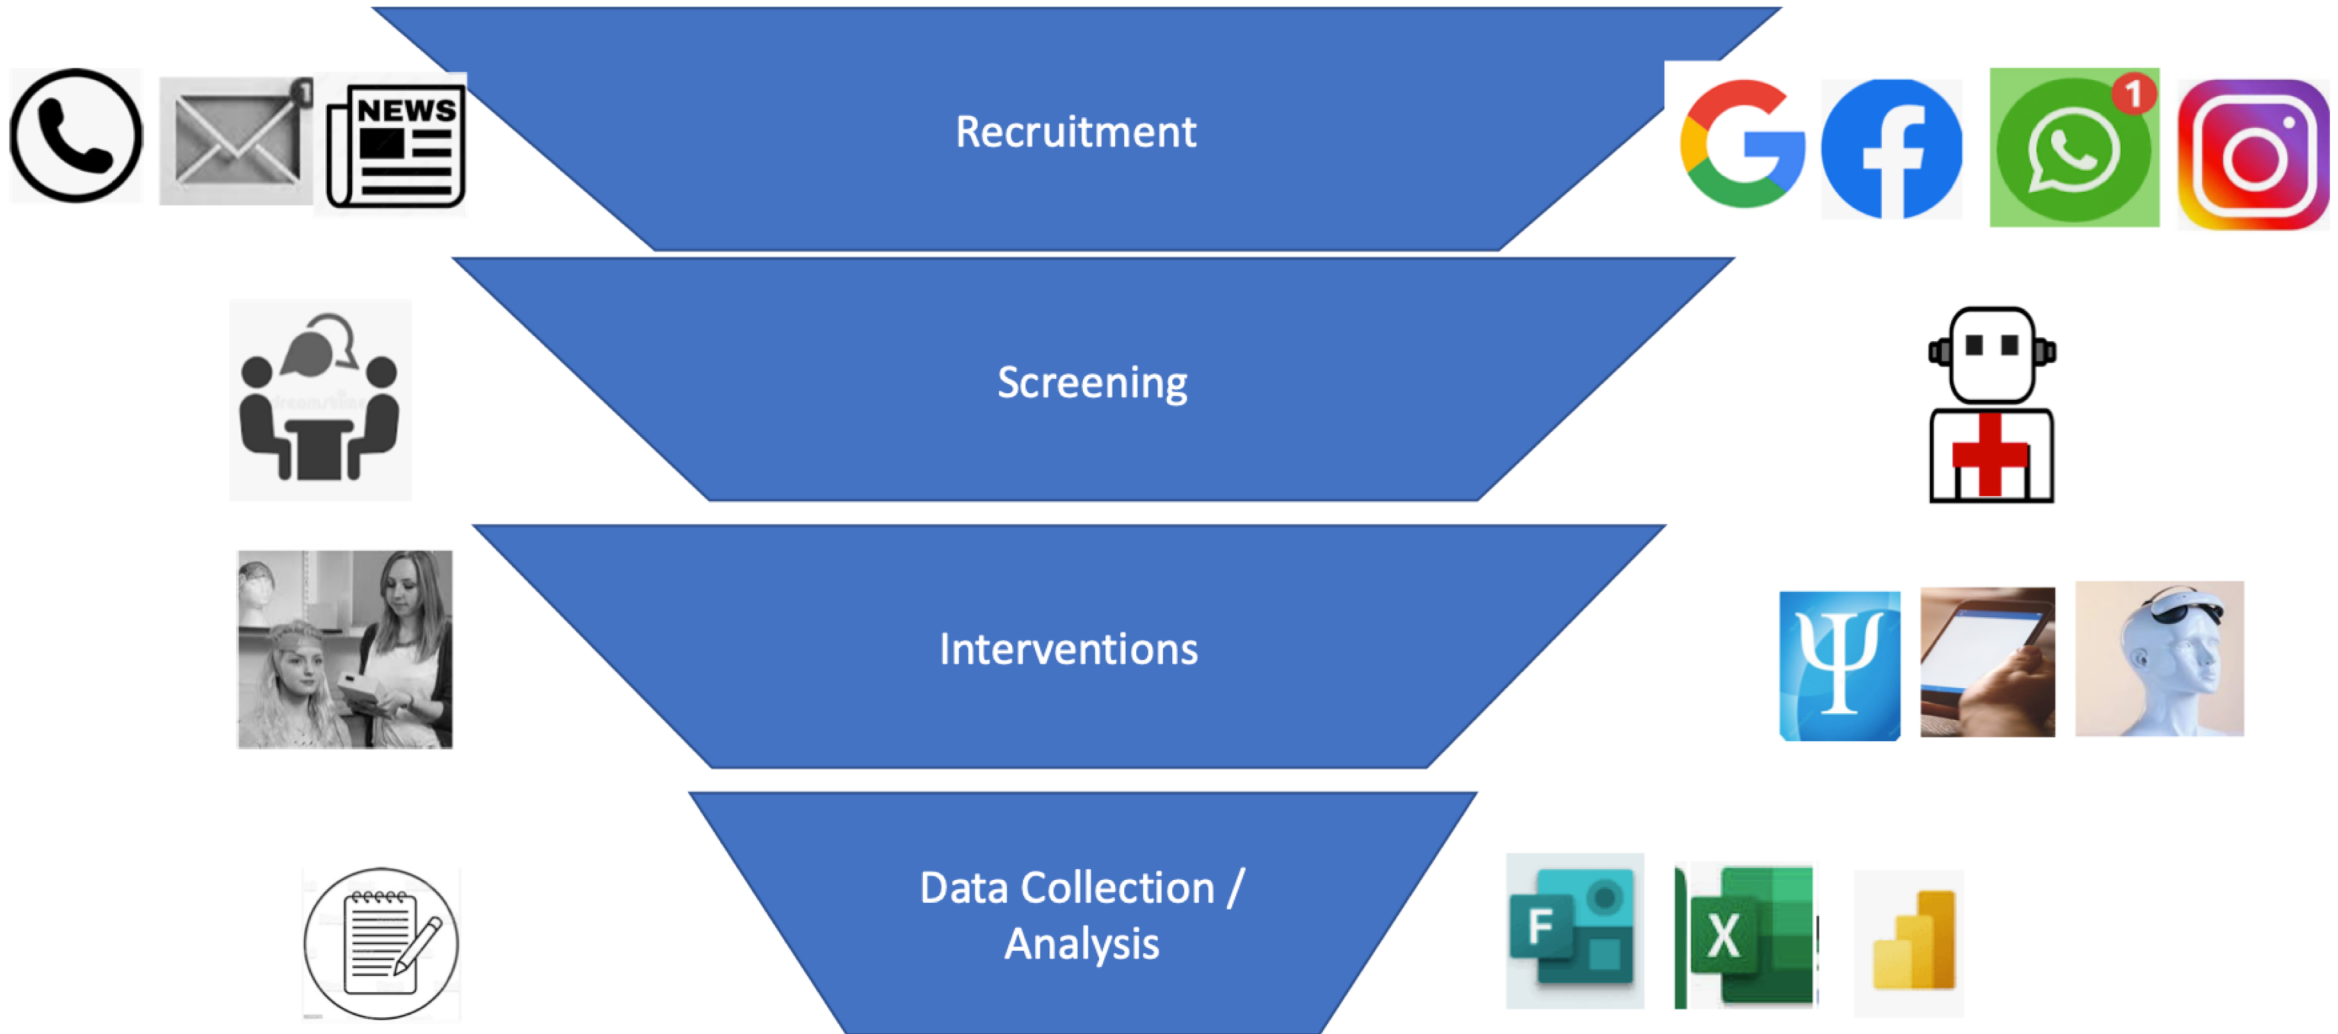 NEWS
1
Recruitment
1
Screening
Interventions
Data Collection /
Analysis
F
X